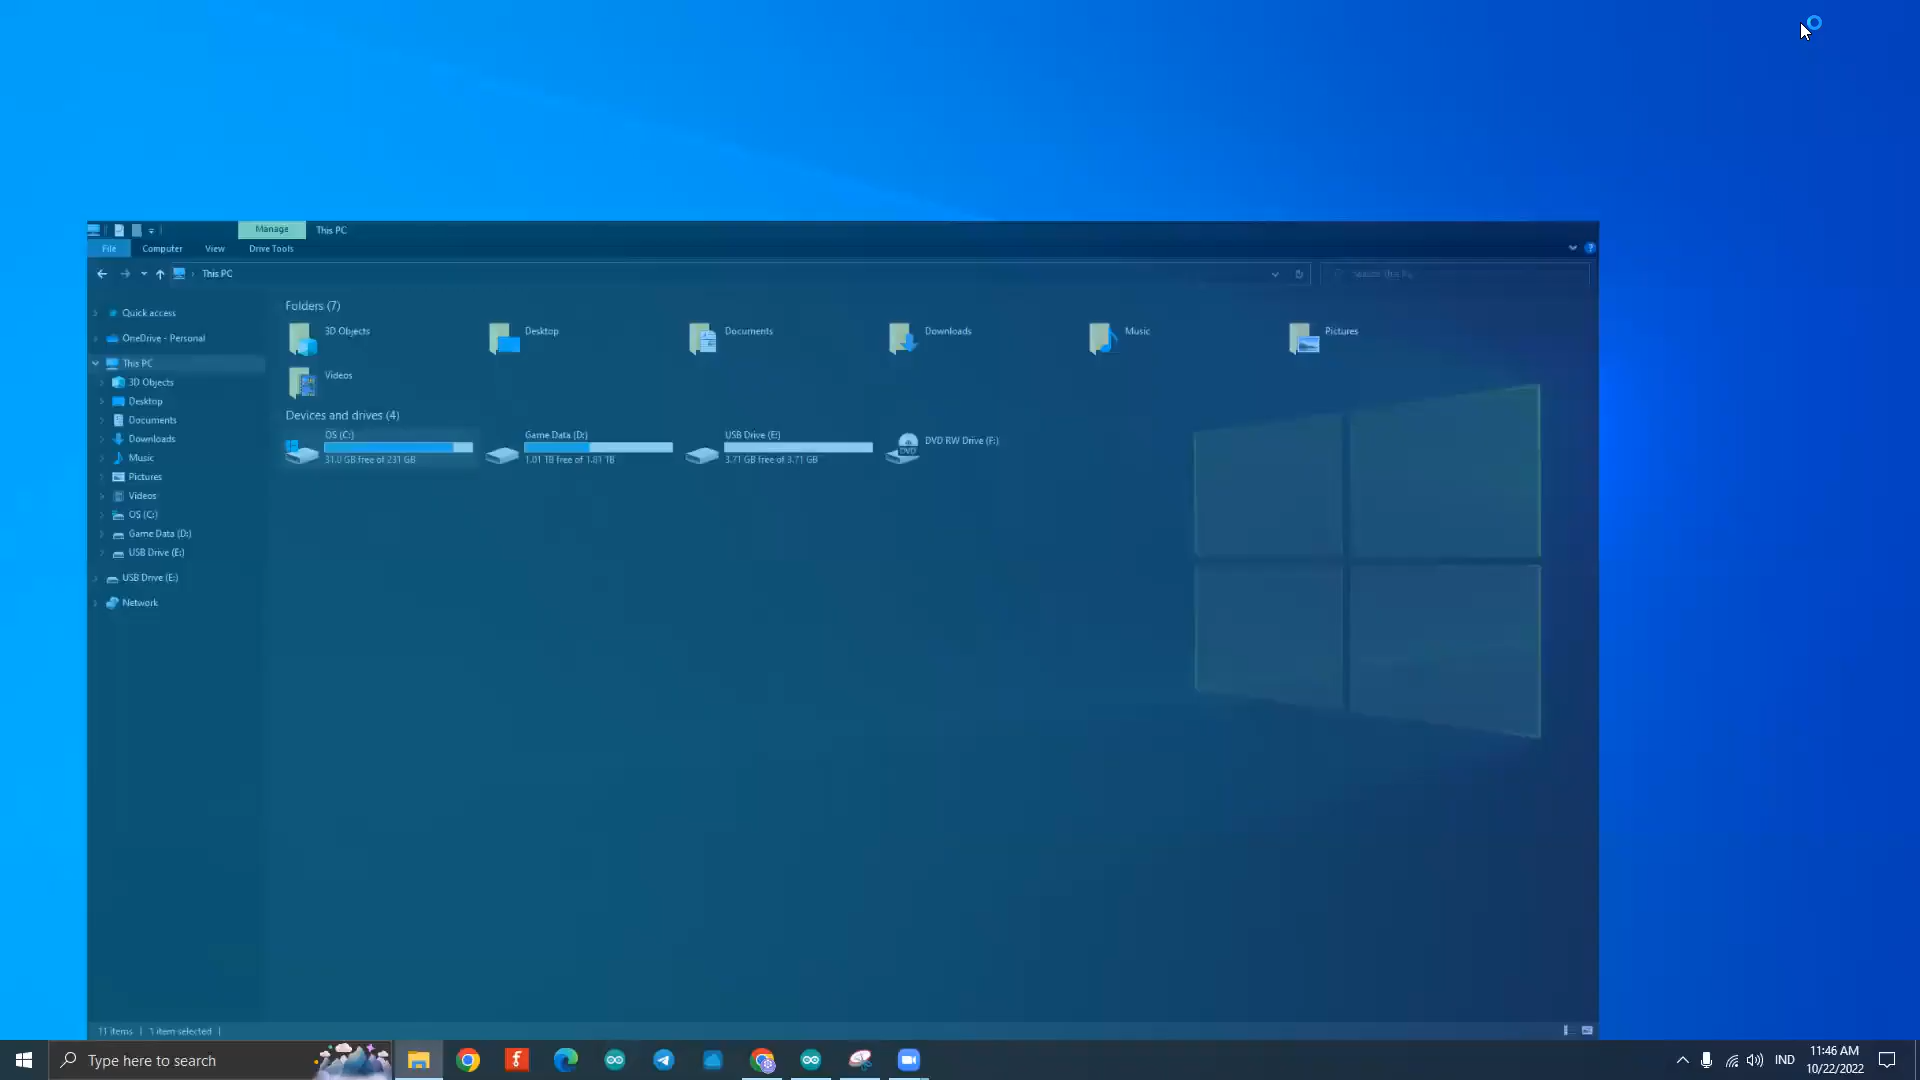 Manage
This PC
File
Computer
View
Drive Tools
This PC
Search This PC
Quick access
OneDrive - Personal
This PC
3D Objects
Desktop
Documents
Downloads
Music
Pictures
Videos
OS (C:)
Game Data (D:)
USB Drive (E:)
USB Drive (E:)
Network
Folders (7)
3D Objects
Desktop
Documents
Downloads
Music
Pictures
Videos
Devices and drives (4)
OS (C:)
31.0 GB free of 231 GB
Game Data (D:)
1.01 TB free of 1.81 TB
USB Drive (E:)
3.71 GB free of 3.71 GB
DVD RW Drive (F:)
DVD
11 items
1 item selected
Type here to search
IND
11:46 AM
10/22/2022